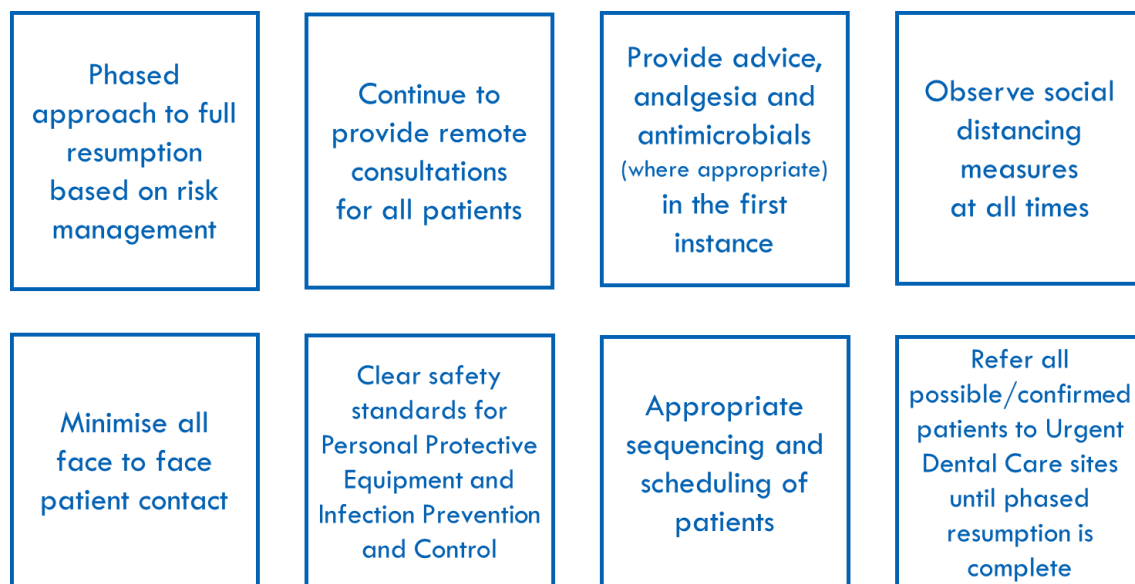 Phased
approach to full
resumption
based on risk
management
Continue to
provide remote
consultations
for all patients
Provide advice,
analgesia and
antimicrobials
(where appropriate)
in the first
instance
Observe social
distancing
measures
at all times
Minimise all
face to face
patient contact
Clear safety
standards for
Personal Protective
Equipment and
Infection Prevention
and Control
Appropriate
sequencing and
scheduling of
patients
Refer all
possible/confirmed
patients to Urgent
Dental Care sites
until phased
resumption is
complete